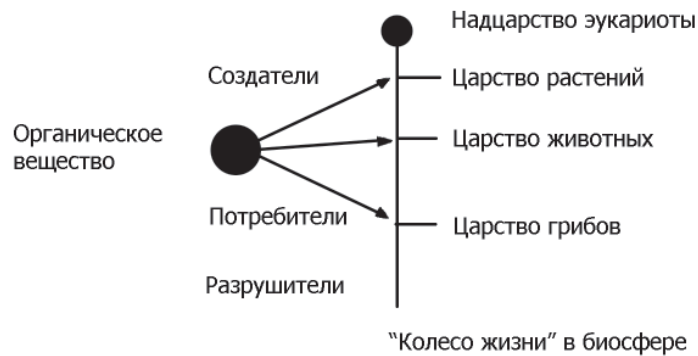 Надцарство эукариоты
Создатели
Царство растений
Органическое
вещество
Царство животных
Потребители
Царство грибов
Разрушители
“Колесо жизни” в биосфере